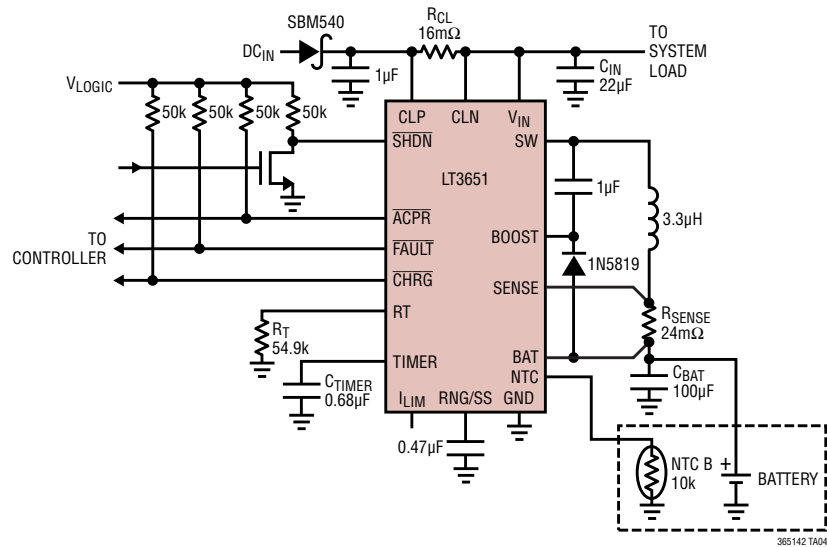 SBM540
DCIN
RCL
16mΩ
TO
SYSTEM
LOAD
1µF
CIN
22µF
VLOGIC
50k
50k
50k
50k
CLP
CLN
VIN
SHDN
SW
LT3651
1µF
3.3µH
ACPR
BOOST
TO
CONTROLLER
FAULT
1N5819
CHRG
SENSE
RT
RSENSE
24mΩ
RT
54.9k
TIMER
BAT
NTC
CBAT
100µF
CTIMER
0.68µF
ILIM
RNG/SS
GND
0.47µF
NTC B
10k
+
BATTERY
365142 TA04